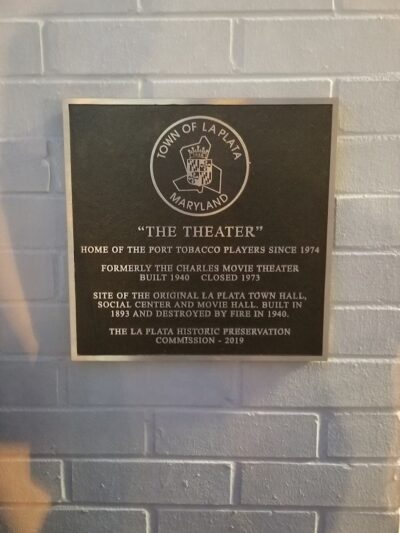 TOWN OF LA PLATA
MARYLAND
"THE THEATER"
HOME OF THE PORT TOBACCO PLAYERS SINCE 1974
FORMERLY THE CHARLES MOVIE THEATER
BUILT 1940 CLOSED 1973
SITE OF THE ORIGINAL LA PLATA TOWN HALL,
SOCIAL CENTER AND MOVIE HALL. BUILT IN
1893 AND DESTROYED BY FIRE IN 1940.
THE LA PLATA HISTORIC PRESERVATION
COMMISSION - 2019